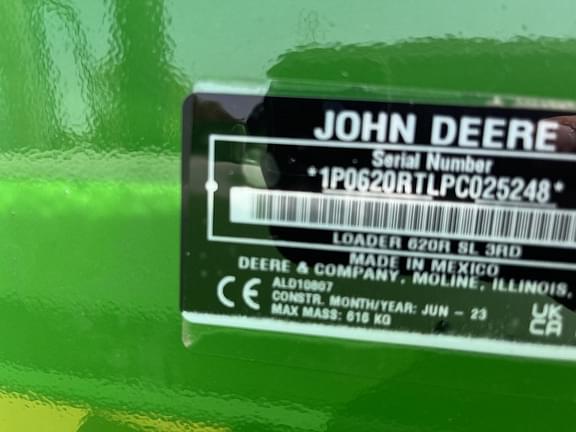 JOHN DEERE
Serial Number
*1P0620RTLPC025248*
LOADER 620R SL 3RD
MADE IN MEXICO
DEERE & COMPANY, MOLINE, ILLINOIS,
CE
ALD10807
CONSTR. MONTH/YEAR: JUN - 23
MAX MASS: 616 KG
UK
CA